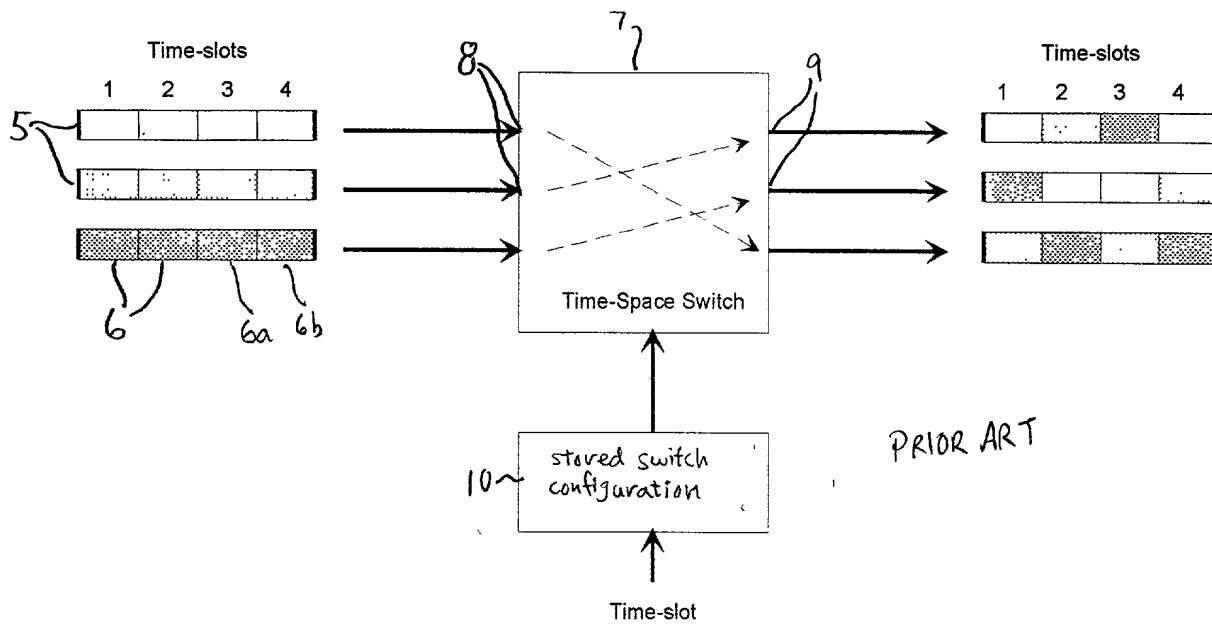 7
Time-slots
1 2 3 4
8
9
Time-slots
1 2 3 4
5
6
6a
6b
Time-Space Switch
PRIOR ART
10
stored switch
configuration
Time-slot